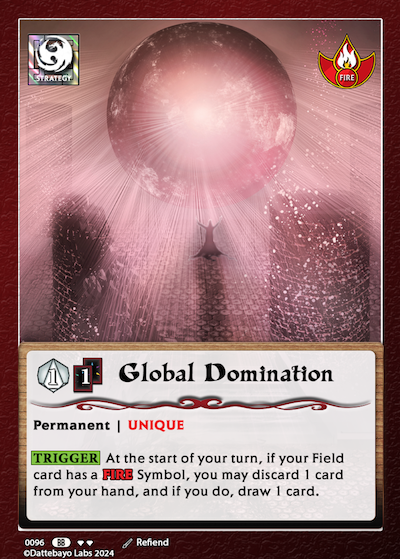 STRATEGY
FIRE
1
1
Global Domination
Permanent | UNIQUE
TRIGGER At the start of your turn, if your Field
card has a FIRE Symbol, you may discard 1 card
from your hand, and if you do, draw 1 card.
0096 BB ♥♥ Refiend
©Dattebayo Labs 2024